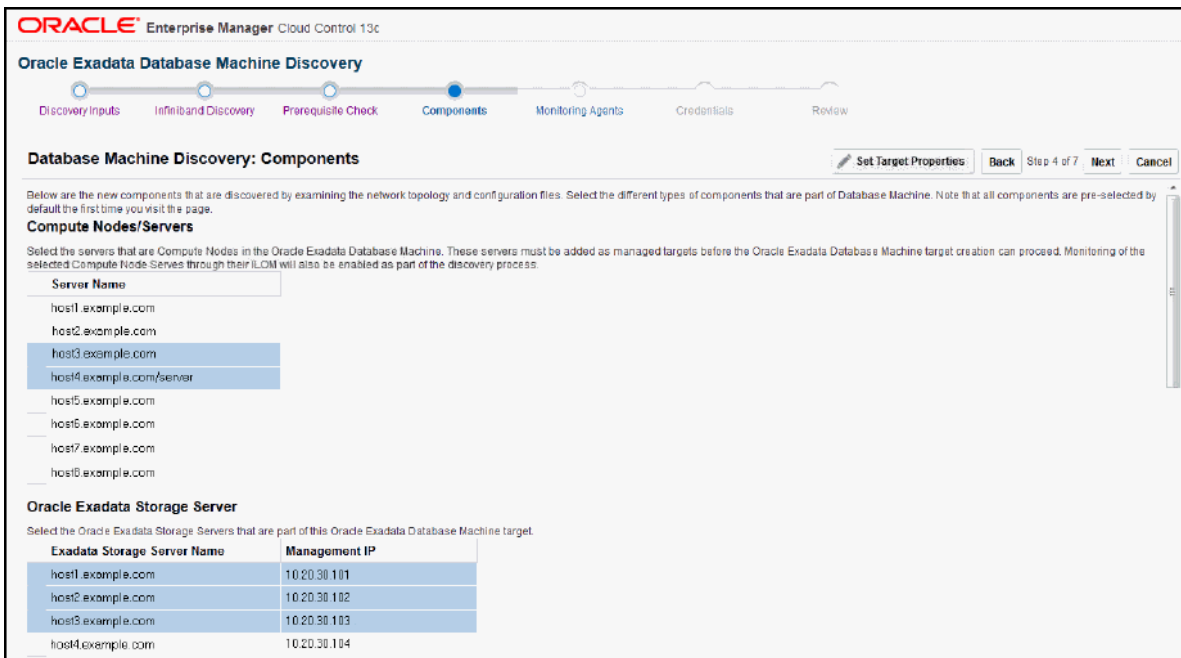 ORACLE Enterprise Manager Cloud Control 13c
Oracle Exadata Database Machine Discovery
Discovery Inputs Infiniband Discovery Prerequisite Check Components Monitoring Agents Credentials Review
Database Machine Discovery: Components
Set Target Properties Back Step 4 of 7 Next Cancel
Below are the new components that are discovered by examining the network topology and configuration files. Select the different types of components that are part of Database Machine. Note that all components are pre-selected by
default the first time you visit the page.
Compute Nodes/Servers
Select the servers that are Compute Nodes in the Oracle Exadata Database Machine. These servers must be added as managed targets before the Oracle Exadata Database Machine target creation can proceed. Monitoring of the
selected Compute Node Serves through their ILOM will also be enabled as part of the discovery process.
Server Name
host1.example.com
host2.example.com
host3.example.com
host4.example.com/server
host5.example.com
host6.example.com
host7.example.com
host8.example.com
Oracle Exadata Storage Server
Select the Oracle Exadata Storage Servers that are part of this Oracle Exadata Database Machine target.
Exadata Storage Server Name Management IP
host1.example.com 10.20.30.101
host2.example.com 10.20.30.102
host3.example.com 10.20.30.103
host4.example.com 10.20.30.104